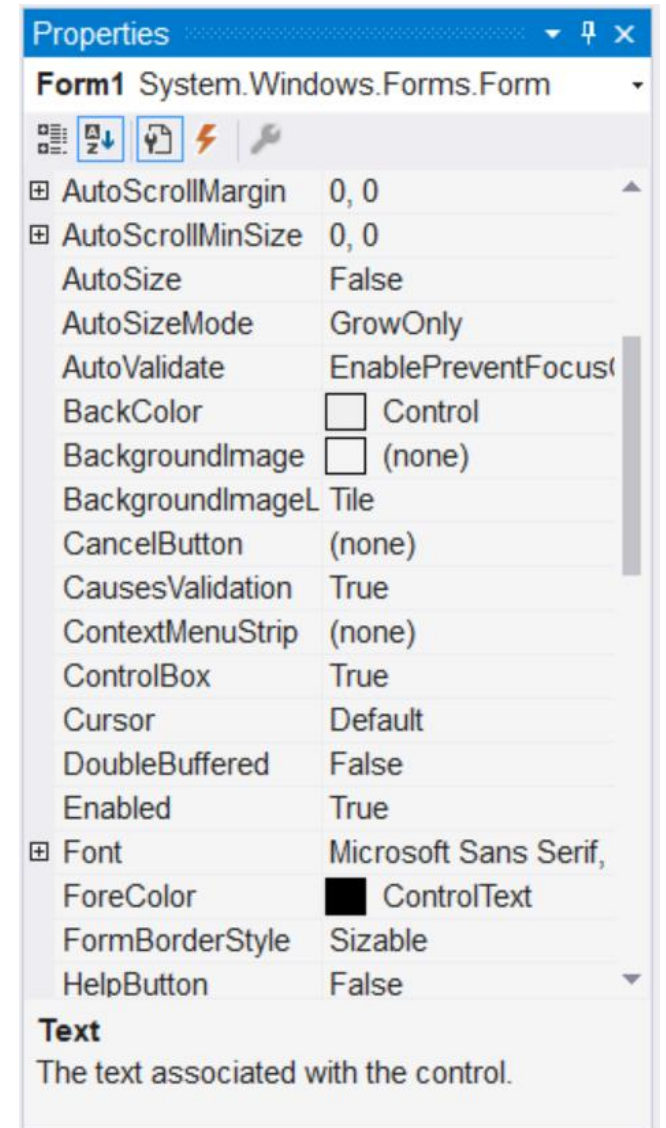 Properties
Form1 System.Windows.Forms.Form
AutoScrollMargin 0, 0
AutoScrollMinSize 0, 0
AutoSize False
AutoSizeMode GrowOnly
AutoValidate EnablePreventFocus
BackColor Control
BackgroundImage (none)
BackgroundImageL Tile
CancelButton (none)
CausesValidation True
ContextMenuStrip (none)
ControlBox True
Cursor Default
DoubleBuffered False
Enabled True
Font Microsoft Sans Serif,
ForeColor ControlText
FormBorderStyle Sizable
HelpButton False
Text
The text associated with the control.